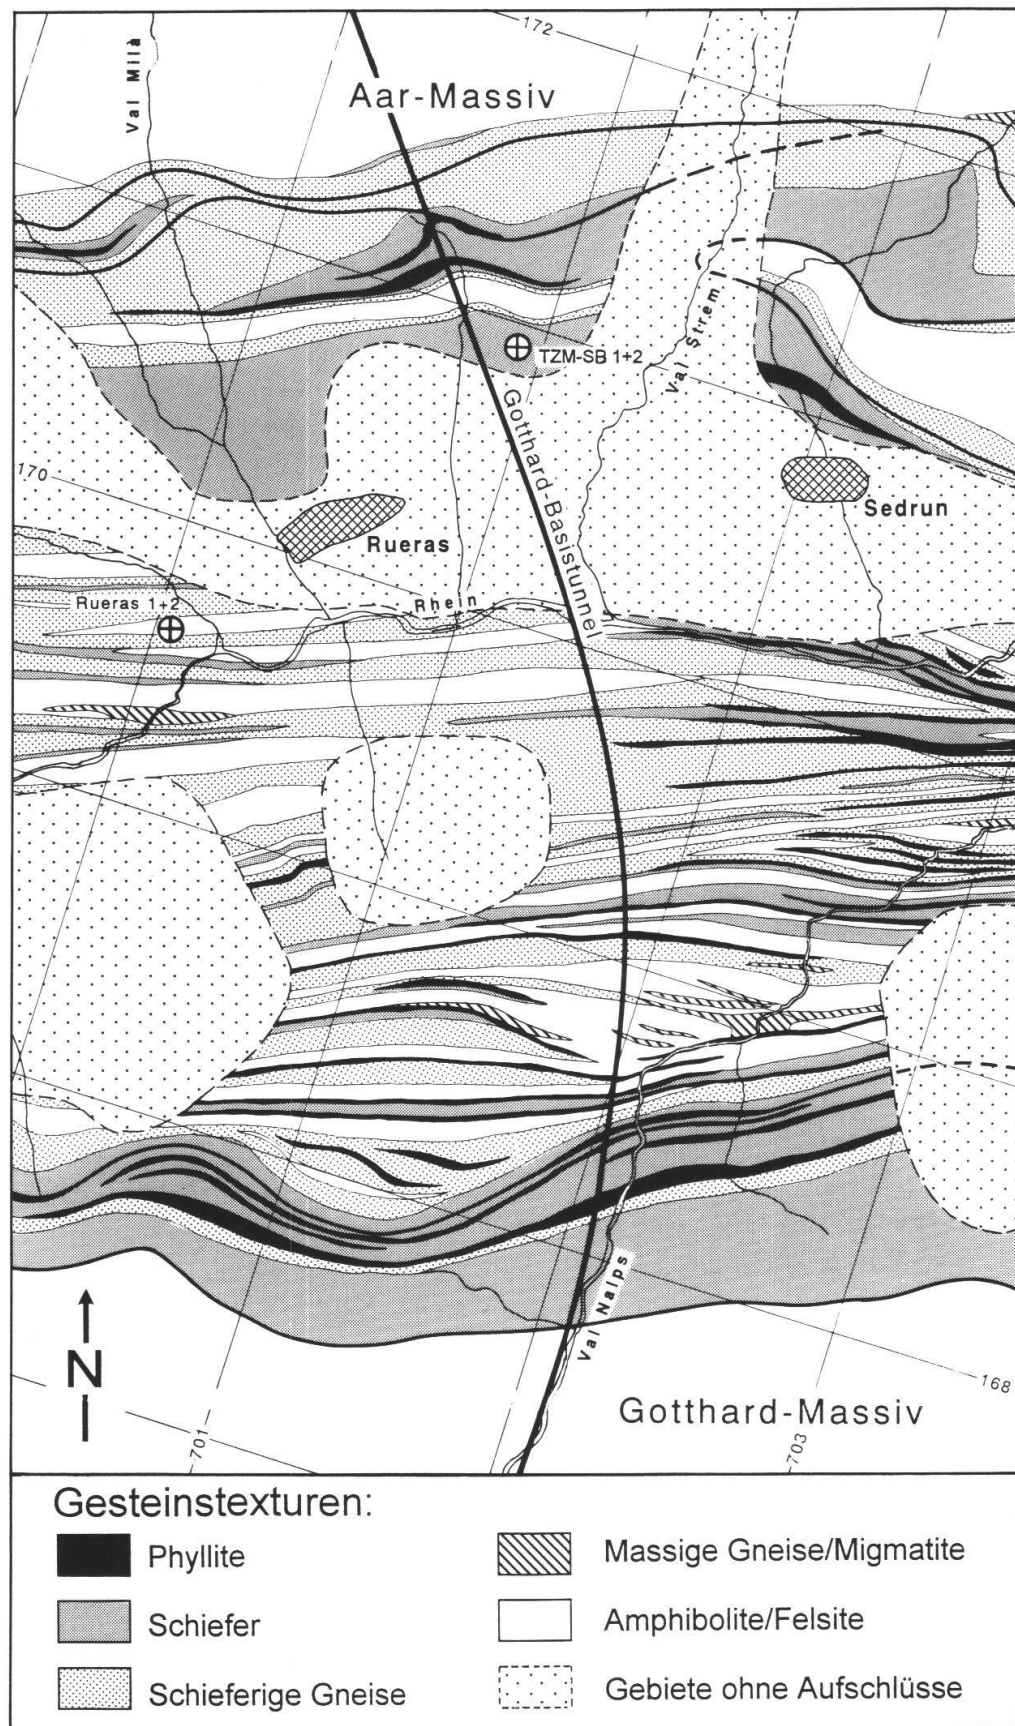 172
Val Milà
Aar-Massiv
TZM-SB 1+2
Val Strem
Gotthard-Basistunnel
170
Rueras
Sedrun
Rueras 1+2
Rhein
N
Val Nalps
168
Gotthard-Massiv
701
703
Gesteinstexturen:
Phyllite
Massige Gneise/Migmatite
Schiefer
Amphibolite/Felsite
Schieferige Gneise
Gebiete ohne Aufschlüsse